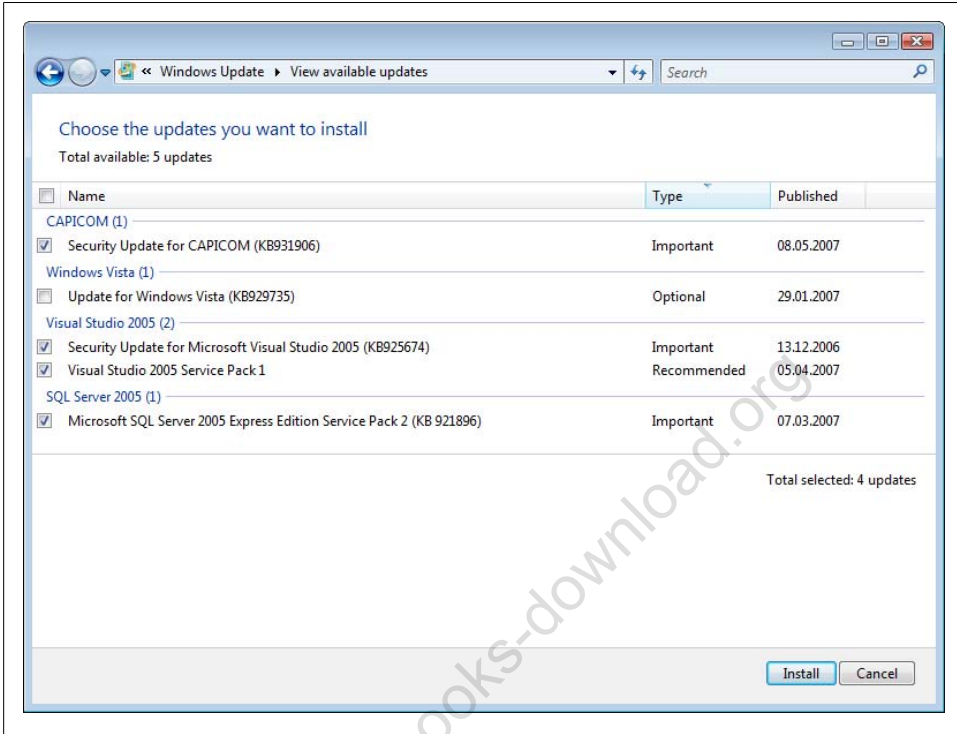 « Windows Update ▸ View available updates
Search
Choose the updates you want to install
Total available: 5 updates
Name Type Published
CAPICOM (1)
Security Update for CAPICOM (KB931906) Important 08.05.2007
Windows Vista (1)
Update for Windows Vista (KB929735) Optional 29.01.2007
Visual Studio 2005 (2)
Security Update for Microsoft Visual Studio 2005 (KB925674) Important 13.12.2006
Visual Studio 2005 Service Pack 1 Recommended 05.04.2007
SQL Server 2005 (1)
Microsoft SQL Server 2005 Express Edition Service Pack 2 (KB 921896) Important 07.03.2007
Total selected: 4 updates
Install Cancel
ooks-download.org